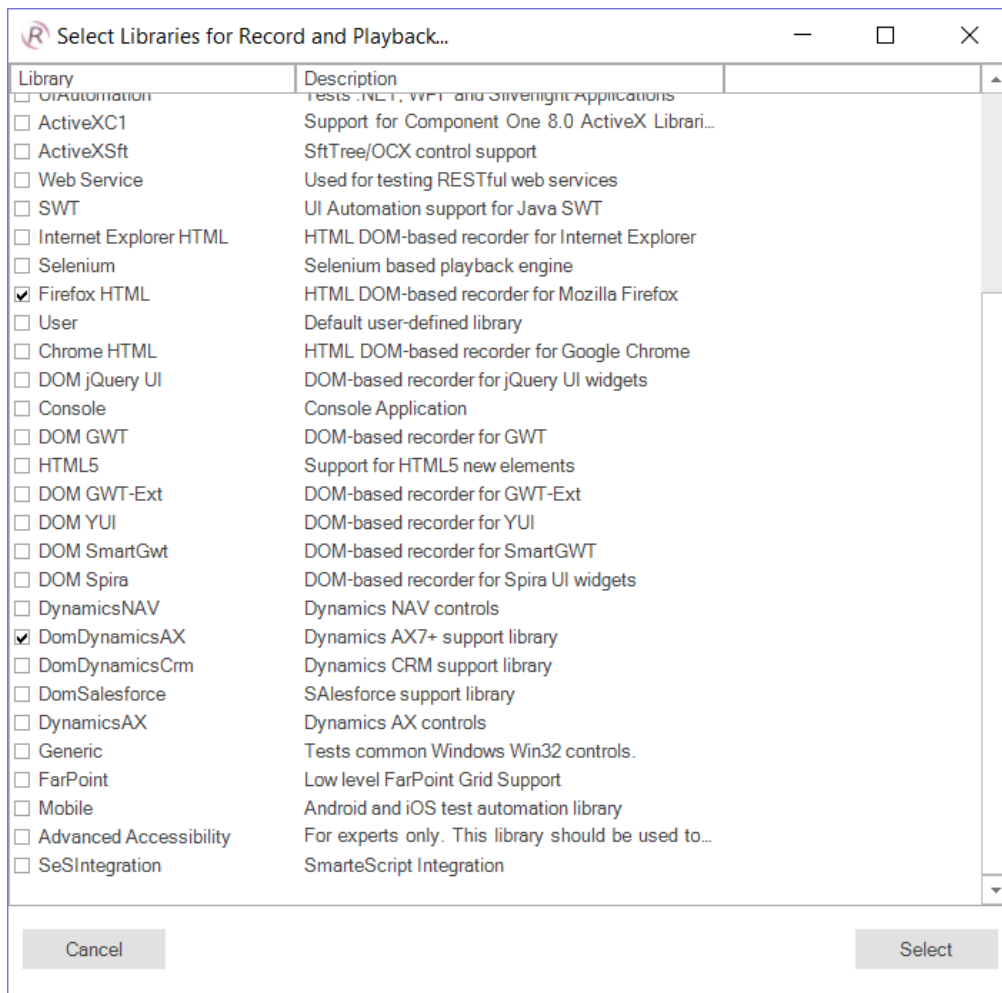 Select Libraries for Record and Playback...
Library Description
UIAutomation Tests .NET, WPF and Silverlight Applications
ActiveXC1 Support for Component One 8.0 ActiveX Librari...
ActiveXSft SftTree/OCX control support
Web Service Used for testing RESTful web services
SWT UI Automation support for Java SWT
Internet Explorer HTML HTML DOM-based recorder for Internet Explorer
Selenium Selenium based playback engine
Firefox HTML HTML DOM-based recorder for Mozilla Firefox
User Default user-defined library
Chrome HTML HTML DOM-based recorder for Google Chrome
DOM jQuery UI DOM-based recorder for jQuery UI widgets
Console Console Application
DOM GWT DOM-based recorder for GWT
HTML5 Support for HTML5 new elements
DOM GWT-Ext DOM-based recorder for GWT-Ext
DOM YUI DOM-based recorder for YUI
DOM SmartGwt DOM-based recorder for SmartGWT
DOM Spira DOM-based recorder for Spira UI widgets
DynamicsNAV Dynamics NAV controls
DomDynamicsAX Dynamics AX7+ support library
DomDynamicsCrm Dynamics CRM support library
DomSalesforce SAlesforce support library
DynamicsAX Dynamics AX controls
Generic Tests common Windows Win32 controls.
FarPoint Low level FarPoint Grid Support
Mobile Android and iOS test automation library
Advanced Accessibility For experts only. This library should be used to...
SeSIntegration SmarteScript Integration
Cancel Select